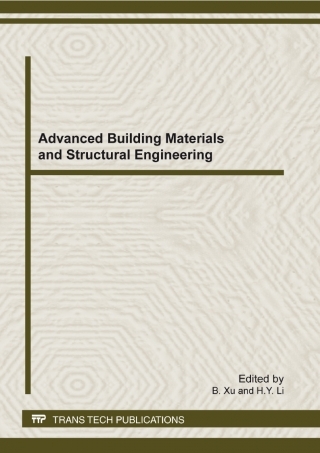 Advanced Building Materials
and Structural Engineering
Edited by
B. Xu and H.Y. Li
TTP TRANS TECH PUBLICATIONS